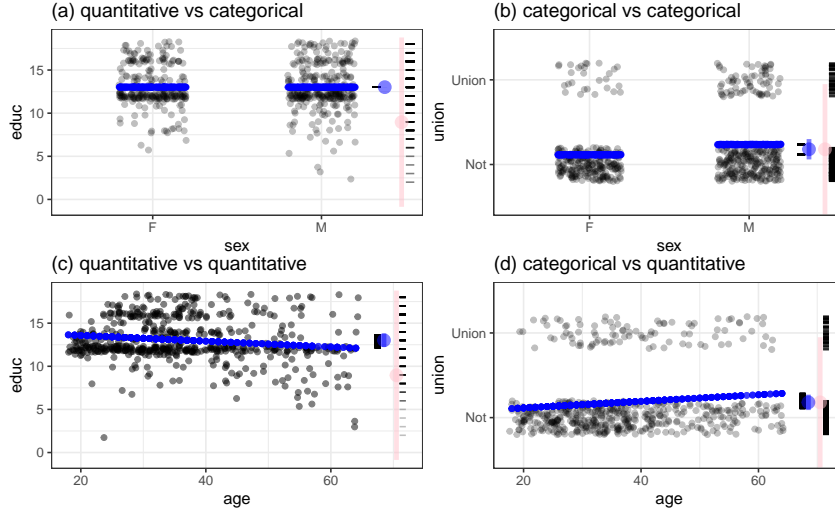 (a) quantitative vs categorical
15
10
5
0
educ
F
M
sex
(b) categorical vs categorical
Union
Not
union
F
M
sex
(c) quantitative vs quantitative
15
10
5
0
educ
20
40
60
age
(d) categorical vs quantitative
Union
Not
union
20
40
60
age